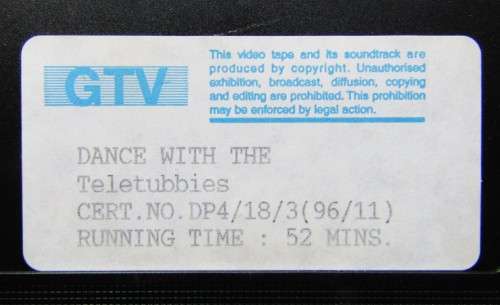 GTV
This video tape and its soundtrack are
produced by copyright. Unauthorised
exhibition, broadcast, diffusion, copying
and editing are prohibited. This prohibition
may be enforced by legal action.
DANCE WITH THE
Teletubbies
CERT.NO.DP4/18/3(96/11)
RUNNING TIME : 52 MINS.